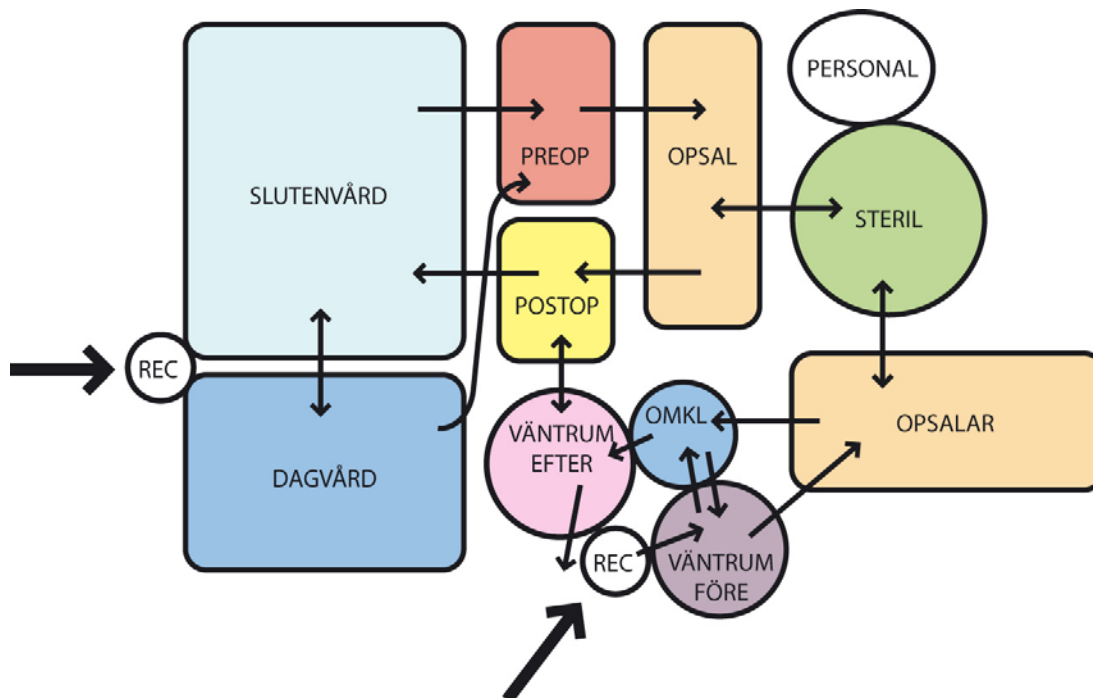 PERSONAL
PREOP
OPSAL
SLUTENVÅRD
STERIL
POSTOP
REC
OMKL
VÄNTRUM
EFTER
OPSALAR
DAGVÅRD
REC
VÄNTRUM
FÖRE